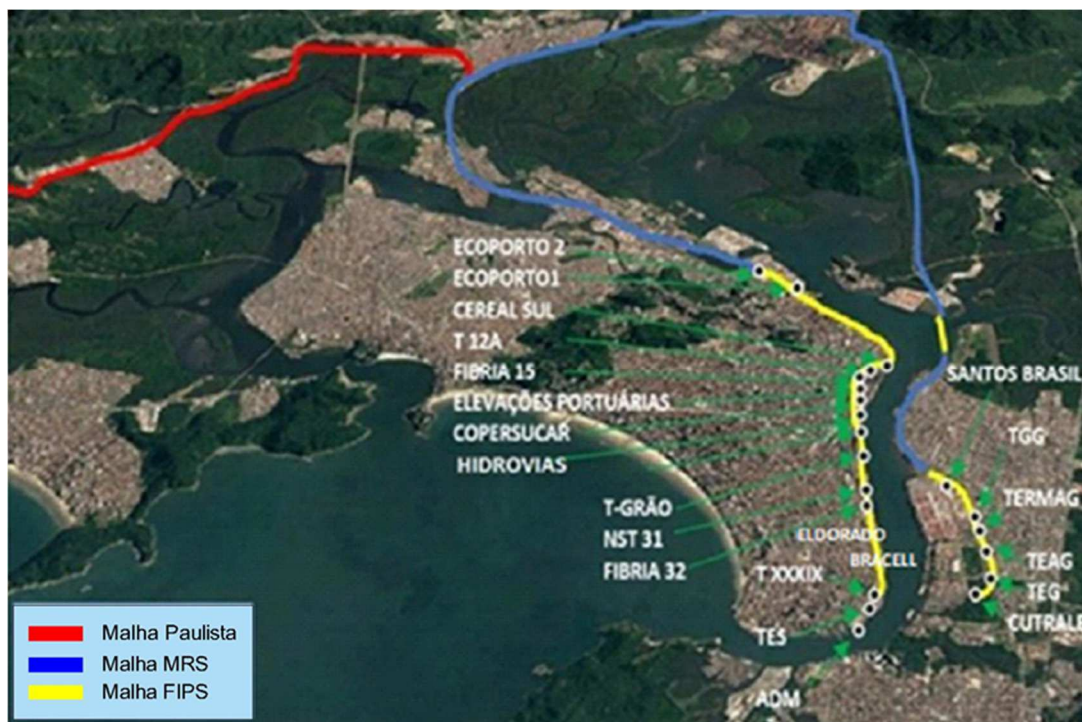 ECOPORTO 2
ECOPORTO1
CEREAL SUL
T 12A
FIBRIA 15
ELEVAÇÕES PORTUÁRIAS
COPERSUCAR
HIDROVIAS
T-GRÃO
NST 31
FIBRIA 32
ELDORADO
BRACELL
T XXXIX
TES
ADM
SANTOS BRASIL
TGG
TERMAG
TEAG
TEG
CUTRALE
Malha Paulista
Malha MRS
Malha FIPS